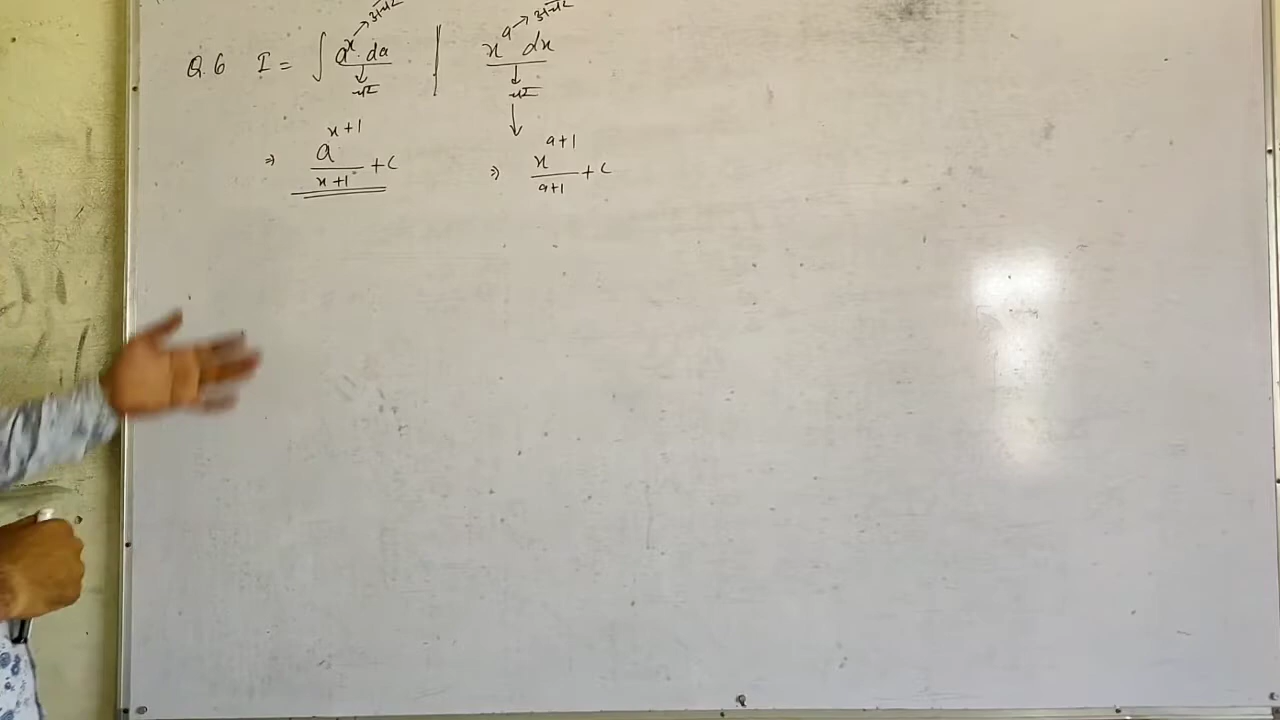 → अचर → अचर
Q.6 I = ∫ a^x · da | x^a dx
↓ चर ↓ चर
⇒ a^{x+1}/(x+1) + c ⇒ x^{a+1}/(a+1) + c